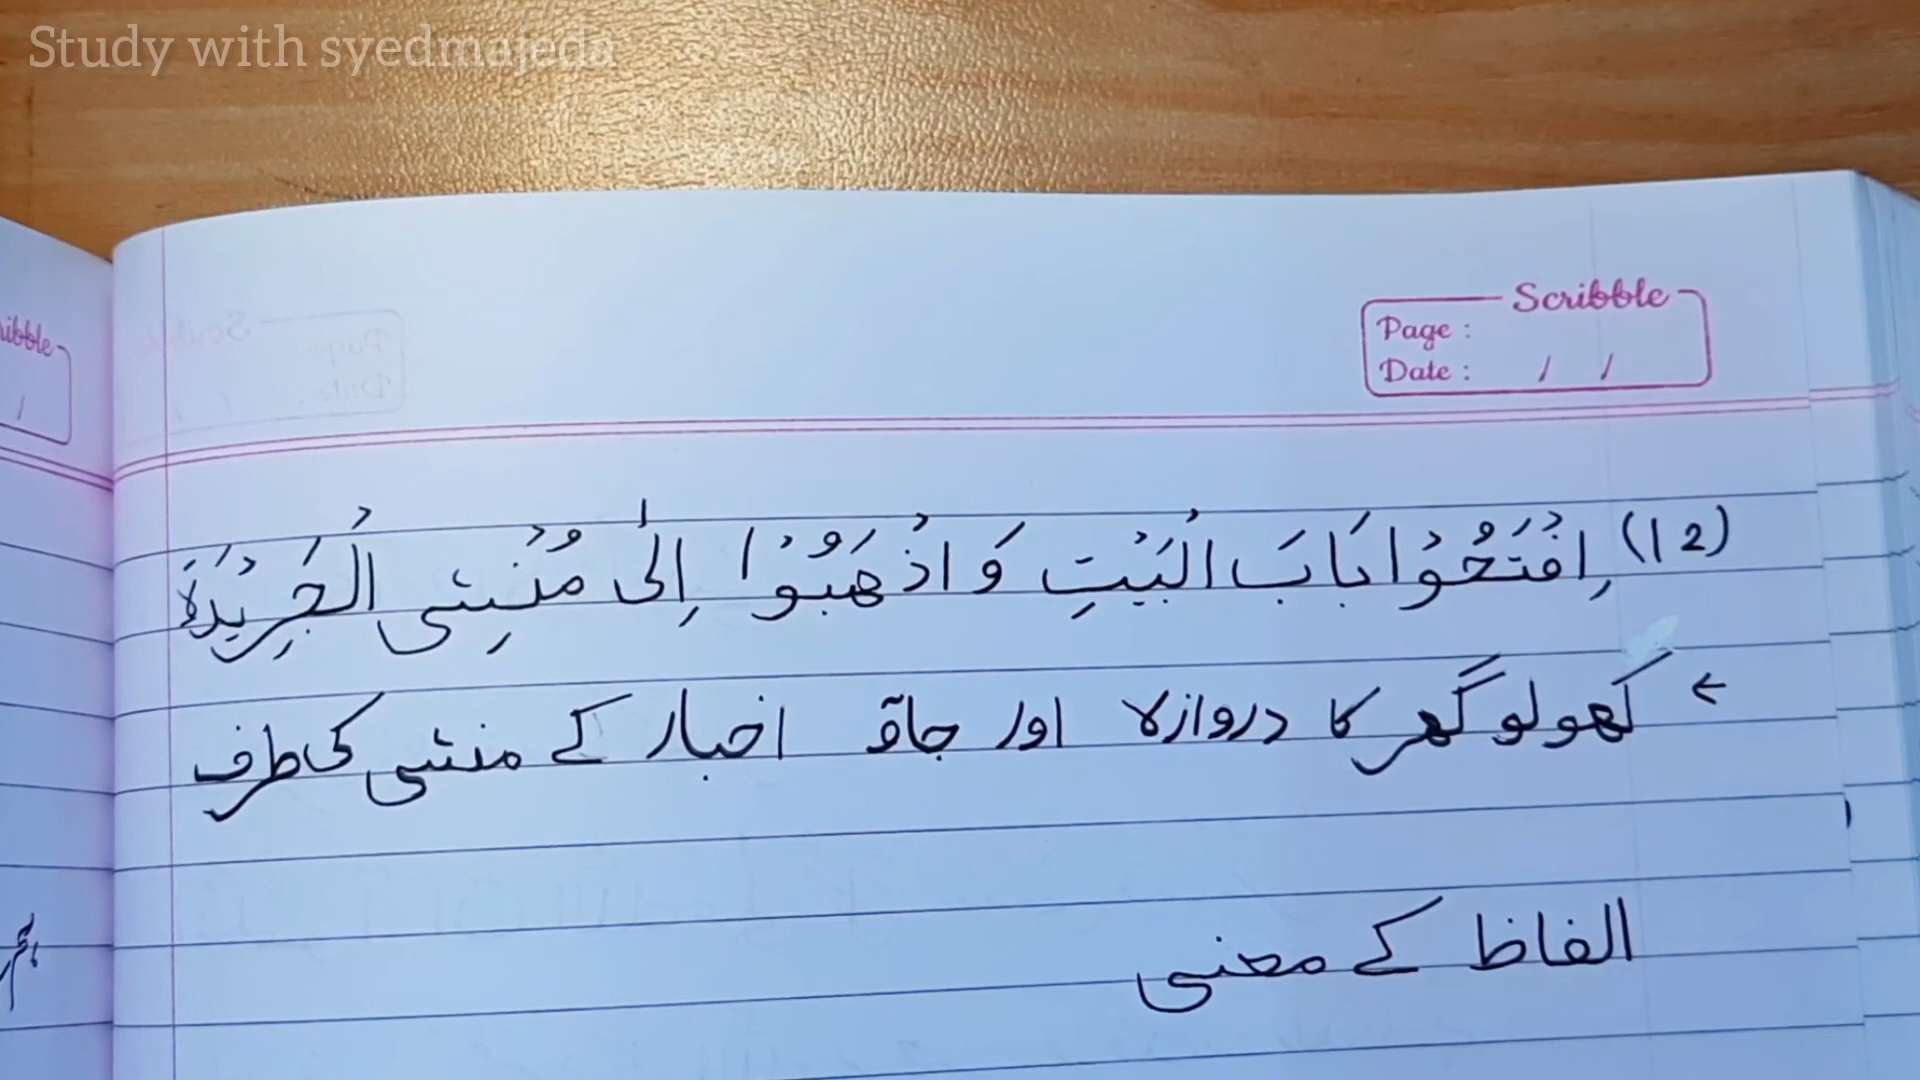 Study with syedmajeda
Scribble
Page :
Date : / /
(12) اِفْتَحُوْا بَابَ الْبَيْتِ وَ اذْهَبُوْا اِلٰى مُنْشِى الْجَرِيْدَةَ
← کھولو گھر کا دروازہ اور جاؤ اخبار کے منشی کی طرف
الفاظ کے معنی